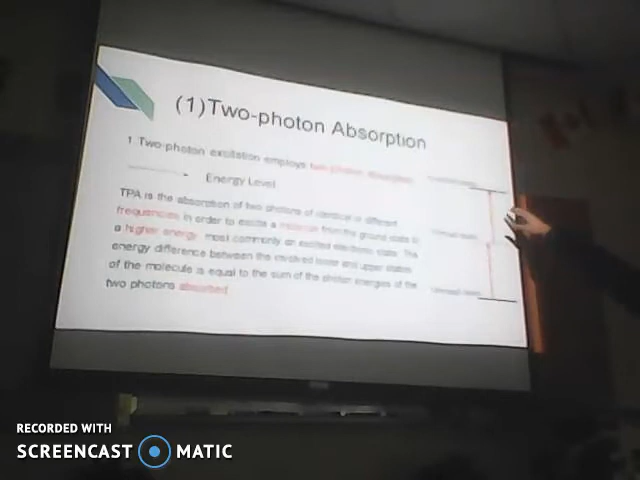 (1)Two-photon Absorption
1 Two-photon excitation employs two-photon absorption
Energy Level
TPA is the absorption of two photons of identical or different
frequencies in order to excite a molecule from the ground state to
a higher energy most commonly an excited electronic state. The
energy difference between the involved lower and upper states
of the molecule is equal to the sum of the photon energies of the
two photons absorbed
RECORDED WITH
SCREENCAST MATIC